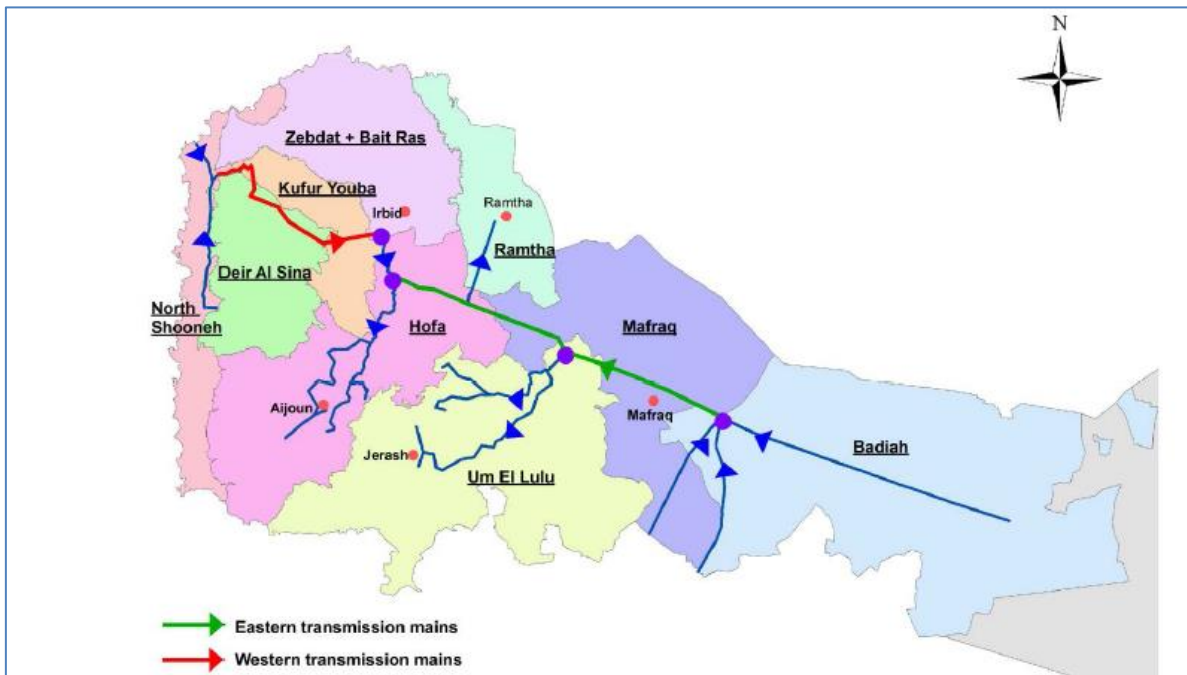 N
Zebdat + Bait Ras
Kufur Youba
Irbid
Ramtha
Ramtha
Deir Al Sina
North
Shooneh
Hofa
Mafraq
Aijoun
Mafraq
Jerash
Um El Lulu
Badiah
Eastern transmission mains
Western transmission mains